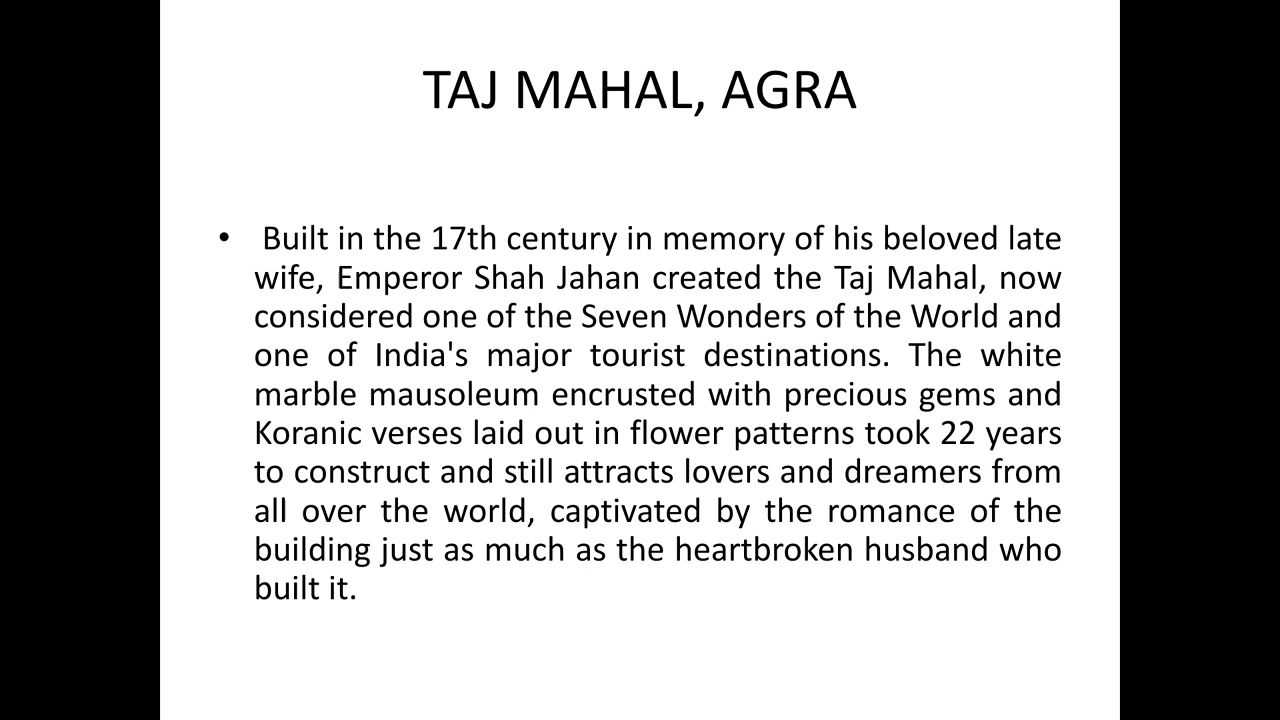 TAJ MAHAL, AGRA
• Built in the 17th century in memory of his beloved late
wife, Emperor Shah Jahan created the Taj Mahal, now
considered one of the Seven Wonders of the World and
one of India's major tourist destinations. The white
marble mausoleum encrusted with precious gems and
Koranic verses laid out in flower patterns took 22 years
to construct and still attracts lovers and dreamers from
all over the world, captivated by the romance of the
building just as much as the heartbroken husband who
built it.